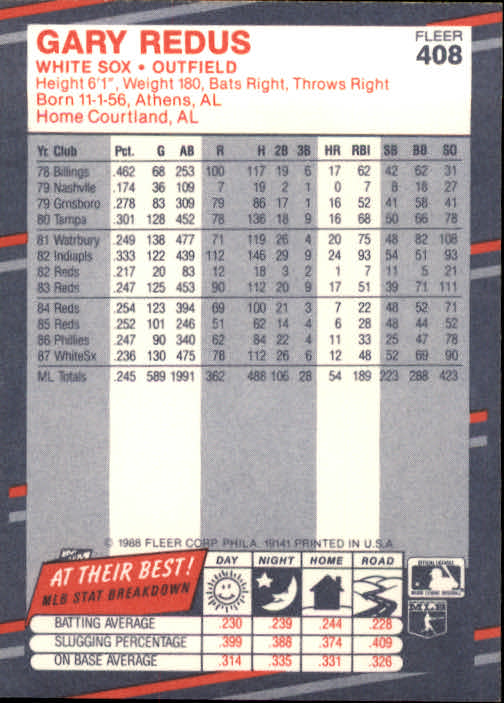 GARY REDUS
FLEER
408
WHITE SOX • OUTFIELD
Height 6'1", Weight 180, Bats Right, Throws Right
Born 11-1-56, Athens, AL
Home Courtland, AL
Yr. Club Pct. G AB R H 2B 3B HR RBI SB BB SO
78 Billings .462 68 253 100 117 19 6 17 62 42 62 31
79 Nashvlle .174 36 109 7 19 2 1 0 7 8 18 27
79 Grnsboro .278 83 309 79 86 17 1 16 52 41 58 41
80 Tampa .301 128 452 78 136 18 9 16 68 50 66 78
81 Watrbury .249 138 477 71 119 26 4 20 75 48 82 108
82 Indiapls .333 122 439 112 146 29 9 24 93 54 51 93
82 Reds .217 20 83 12 18 3 2 1 7 11 5 21
83 Reds .247 125 453 90 112 20 9 17 51 39 71 111
84 Reds .254 123 394 69 100 21 3 7 22 48 52 71
85 Reds .252 101 246 51 62 14 4 6 28 48 44 52
86 Phillies .247 90 340 62 84 22 4 11 33 25 47 78
87 WhiteSx .236 130 475 78 112 26 6 12 48 52 69 90
ML Totals .245 589 1991 362 488 106 28 54 189 223 288 423
© 1988 FLEER CORP. PHILA. 19141 PRINTED IN U.S.A.
AT THEIR BEST!
MLB STAT BREAKDOWN
DAY NIGHT HOME ROAD
BATTING AVERAGE .230 .239 .244 .228
SLUGGING PERCENTAGE .399 .388 .374 .409
ON BASE AVERAGE .314 .335 .331 .326
MLB